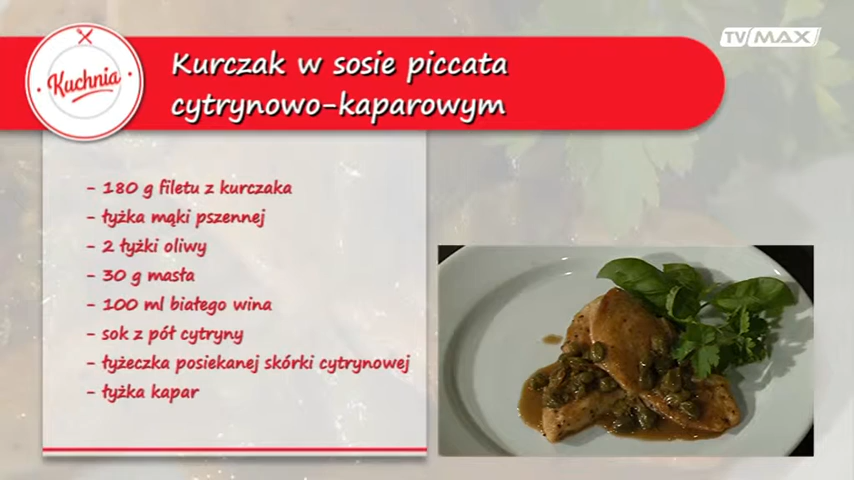 TV MAX
Kuchnia
Kurczak w sosie piccata
cytrynowo-kaparowym
- 180 g filetu z kurczaka
- łyżka mąki pszennej
- 2 łyżki oliwy
- 30 g masła
- 100 ml białego wina
- sok z pół cytryny
- łyżeczka posiekanej skórki cytrynowej
- łyżka kapar